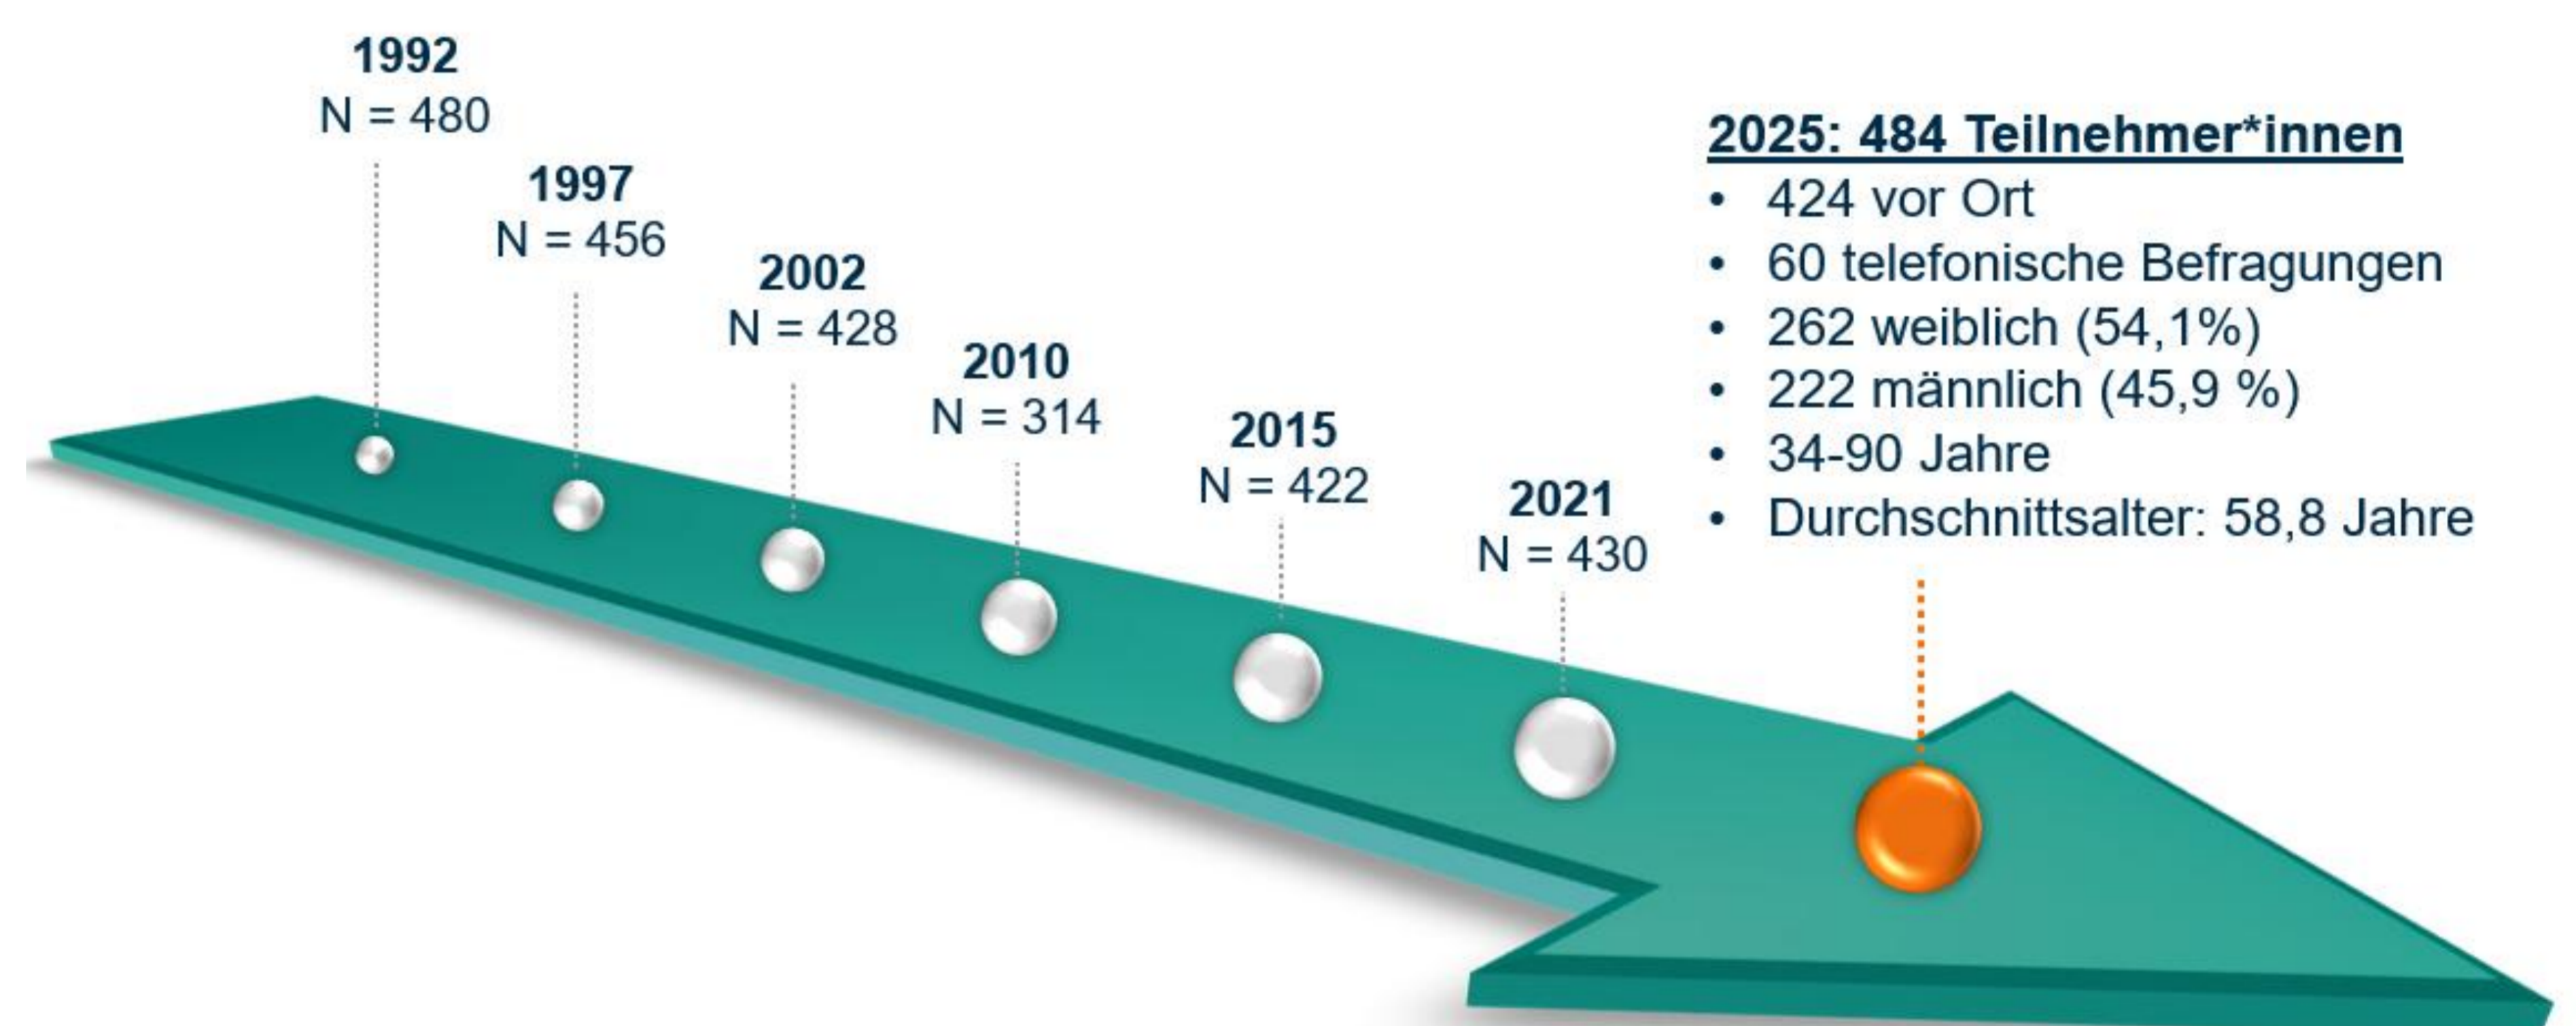 1992
N = 480
1997
N = 456
2002
N = 428
2010
N = 314
2015
N = 422
2021
N = 430
2025: 484 Teilnehmer*innen
• 424 vor Ort
• 60 telefonische Befragungen
• 262 weiblich (54,1%)
• 222 männlich (45,9 %)
• 34-90 Jahre
• Durchschnittsalter: 58,8 Jahre